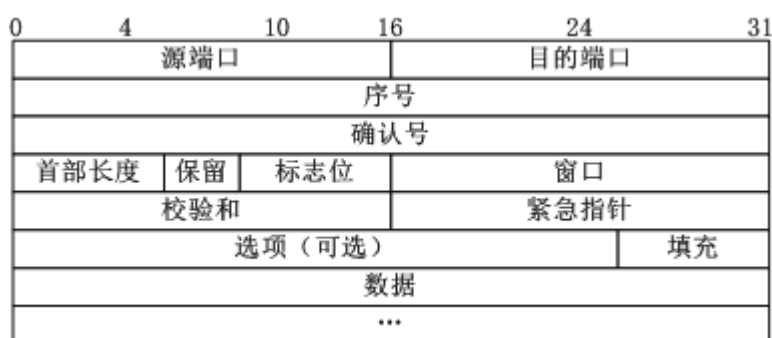 0 4 10 16 24 31
源端口 目的端口
序号
确认号
首部长度 保留 标志位 窗口
校验和 紧急指针
选项（可选） 填充
数据
…